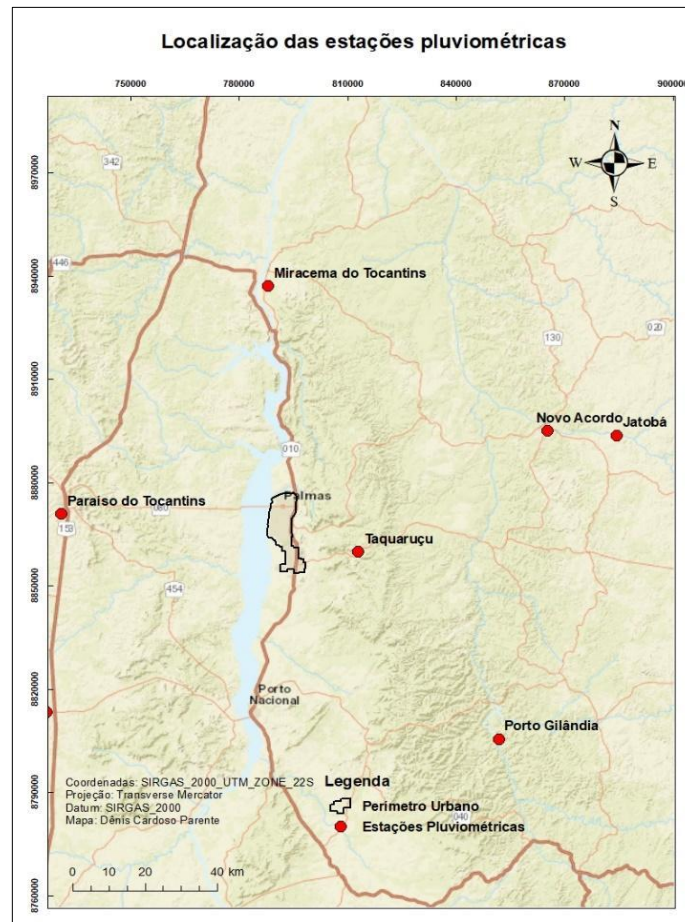 Localização das estações pluviométricas
750000 780000 810000 840000 870000 900000
N
W E
S
8970000
342
446
8940000
Miracema do Tocantins
020
130
8910000
Novo Acordo
Jatobá
010
8880000
Palmas
Paraiso do Tocantins
080
153
Taquaruçu
8850000
454
8820000
Porto
Nacional
Porto Gilândia
8790000
Coordenadas: SIRGAS_2000_UTM_ZONE_22S
Projeção: Transverse Mercator
Datum: SIRGAS_2000
Mapa: Dênis Cardoso Parente
Legenda
Perimetro Urbano
Estações Pluviométricas
040
0 10 20 40 km
8760000